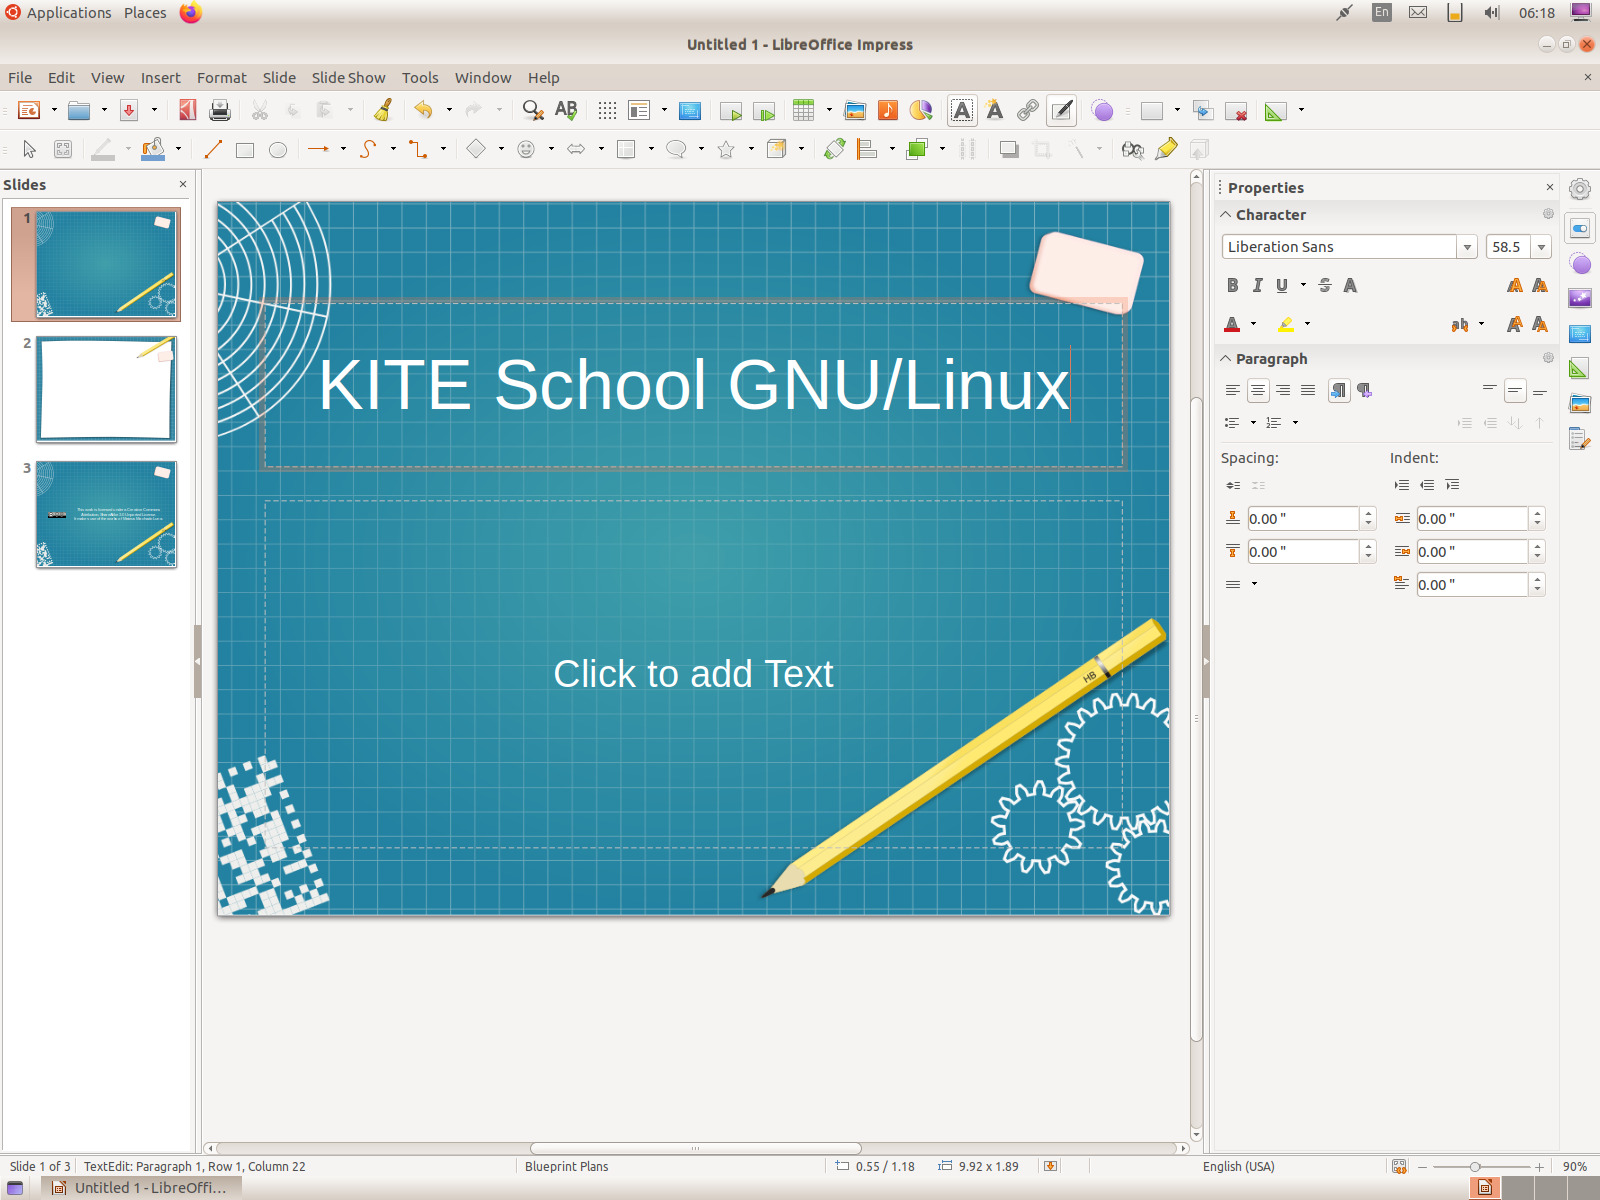 Applications Places En 06:18
Untitled 1 - LibreOffice Impress
File Edit View Insert Format Slide Slide Show Tools Window Help
Slides
1
2
3
KITE School GNU/Linux
Click to add Text
HB
Properties
Character
Liberation Sans 58.5
Paragraph
Spacing: Indent:
0.00 " 0.00 "
0.00 " 0.00 "
0.00 "
Slide 1 of 3 TextEdit: Paragraph 1, Row 1, Column 22 Blueprint Plans 0.55 / 1.18 9.92 x 1.89 English (USA) 90%
Untitled 1 - LibreOffi...